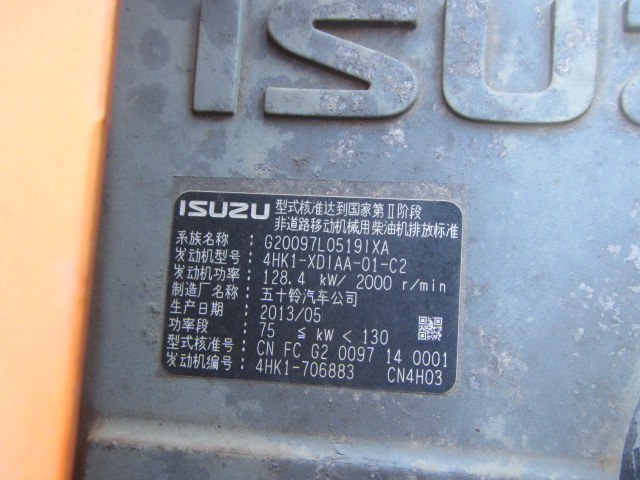 ISUZ
ISUZU 型式核准达到国家第Ⅱ阶段
非道路移动机械用柴油机排放标准
系族名称: G20097L0519IXA
发动机型号: 4HK1-XDIAA-01-C2
发动机功率: 128.4 kW/ 2000 r/min
制造厂名称: 五十铃汽车公司
生产日期: 2013/05
功率段: 75 ≦ kW < 130
型式核准号: CN FC G2 0097 14 0001
发动机编号: 4HK1-706883 CN4H03